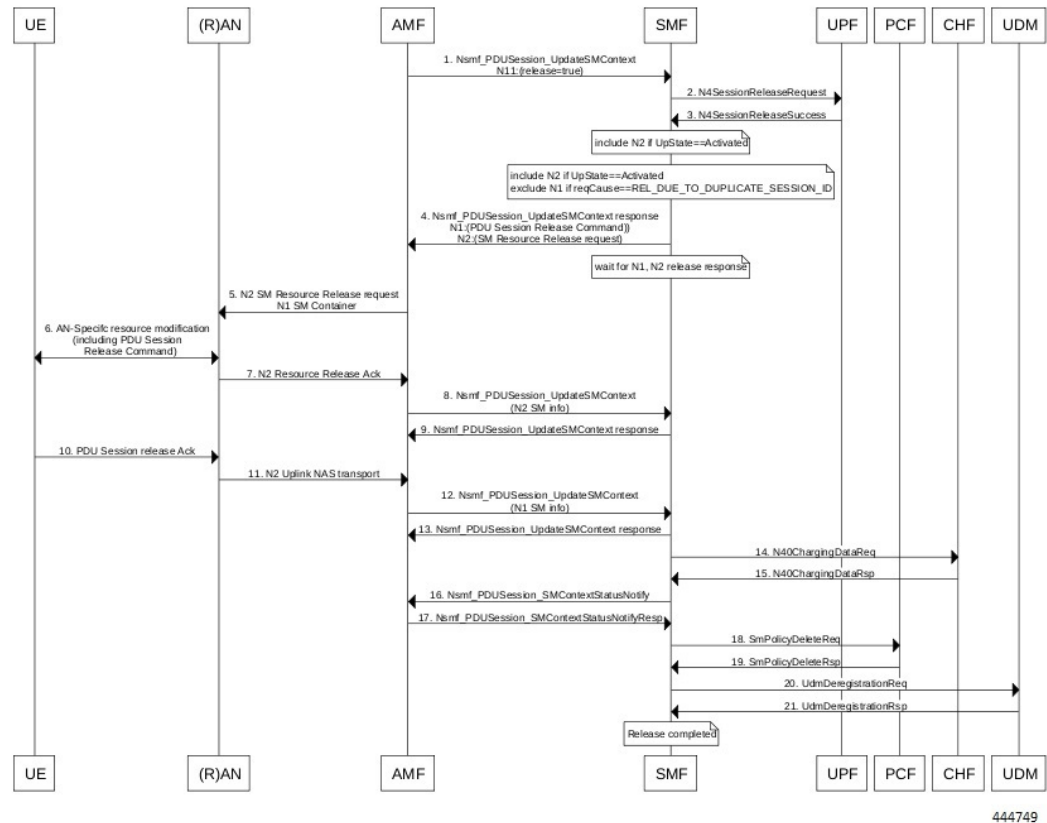 UE (R)AN AMF SMF UPF PCF CHF UDM
1. Nsmf_PDUSession_UpdateSMContext
N11:(release=true)
2. N4SessionReleaseRequest
3. N4SessionReleaseSuccess
include N2 if UpState==Activated
include N2 if UpState==Activated
exclude N1 if reqCause==REL_DUE_TO_DUPLICATE_SESSION_ID
4. Nsmf_PDUSession_UpdateSMContext response
N1:(PDU Session Release Command))
N2:(SM Resource Release request)
wait for N1, N2 release response
5. N2 SM Resource Release request
N1 SM Container
6. AN-Specifc resource modification
(including PDU Session
Release Command)
7. N2 Resource Release Ack
8. Nsmf_PDUSession_UpdateSMContext
(N2 SM info)
9. Nsmf_PDUSession_UpdateSMContext response
10. PDU Session release Ack
11. N2 Uplink NAS transport
12. Nsmf_PDUSession_UpdateSMContext
(N1 SM info)
13. Nsmf_PDUSession_UpdateSMContext response
14. N40ChargingDataReq
15. N40ChargingDataRsp
16. Nsmf_PDUSession_SMContextStatusNotify
17. Nsmf_PDUSession_SMContextStatusNotifyResp
18. SmPolicyDeleteReq
19. SmPolicyDeleteRsp
20. UdmDeregistrationReq
21. UdmDeregistrationRsp
Release completed
UE (R)AN AMF SMF UPF PCF CHF UDM
444749